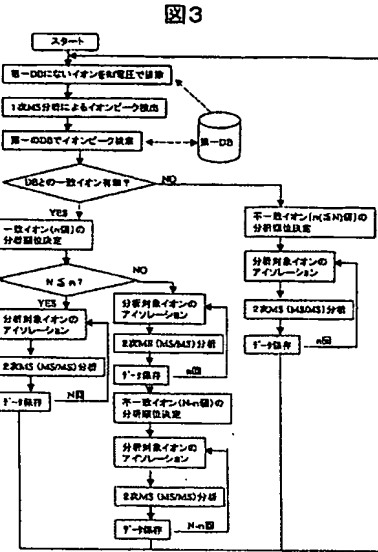 図3
スタート
第一DBにないイオンをRf電圧で排除
1次MS分析によるイオンピーク検出
第一のDBでイオンピーク検索
第一DB
DBとの一致イオン有無?
NO
YES
一致イオン(n個)の
分析順位決定
不一致イオン[n(≦N)個]の
分析順位決定
N≦n?
NO
YES
分析対象イオンの
アイソレーション
2次MS(MS/MS)分析
データ保存
N回
分析対象イオンの
アイソレーション
2次MS(MS/MS)分析
データ保存
n回
不一致イオン(N-n個)の
分析順位決定
分析対象イオンの
アイソレーション
2次MS(MS/MS)分析
データ保存
N-n回
分析対象イオンの
アイソレーション
2次MS(MS/MS)分析
データ保存
n回